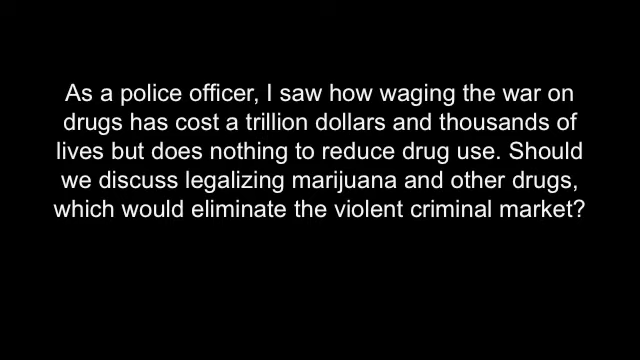 As a police officer, I saw how waging the war on
drugs has cost a trillion dollars and thousands of
lives but does nothing to reduce drug use. Should
we discuss legalizing marijuana and other drugs,
which would eliminate the violent criminal market?